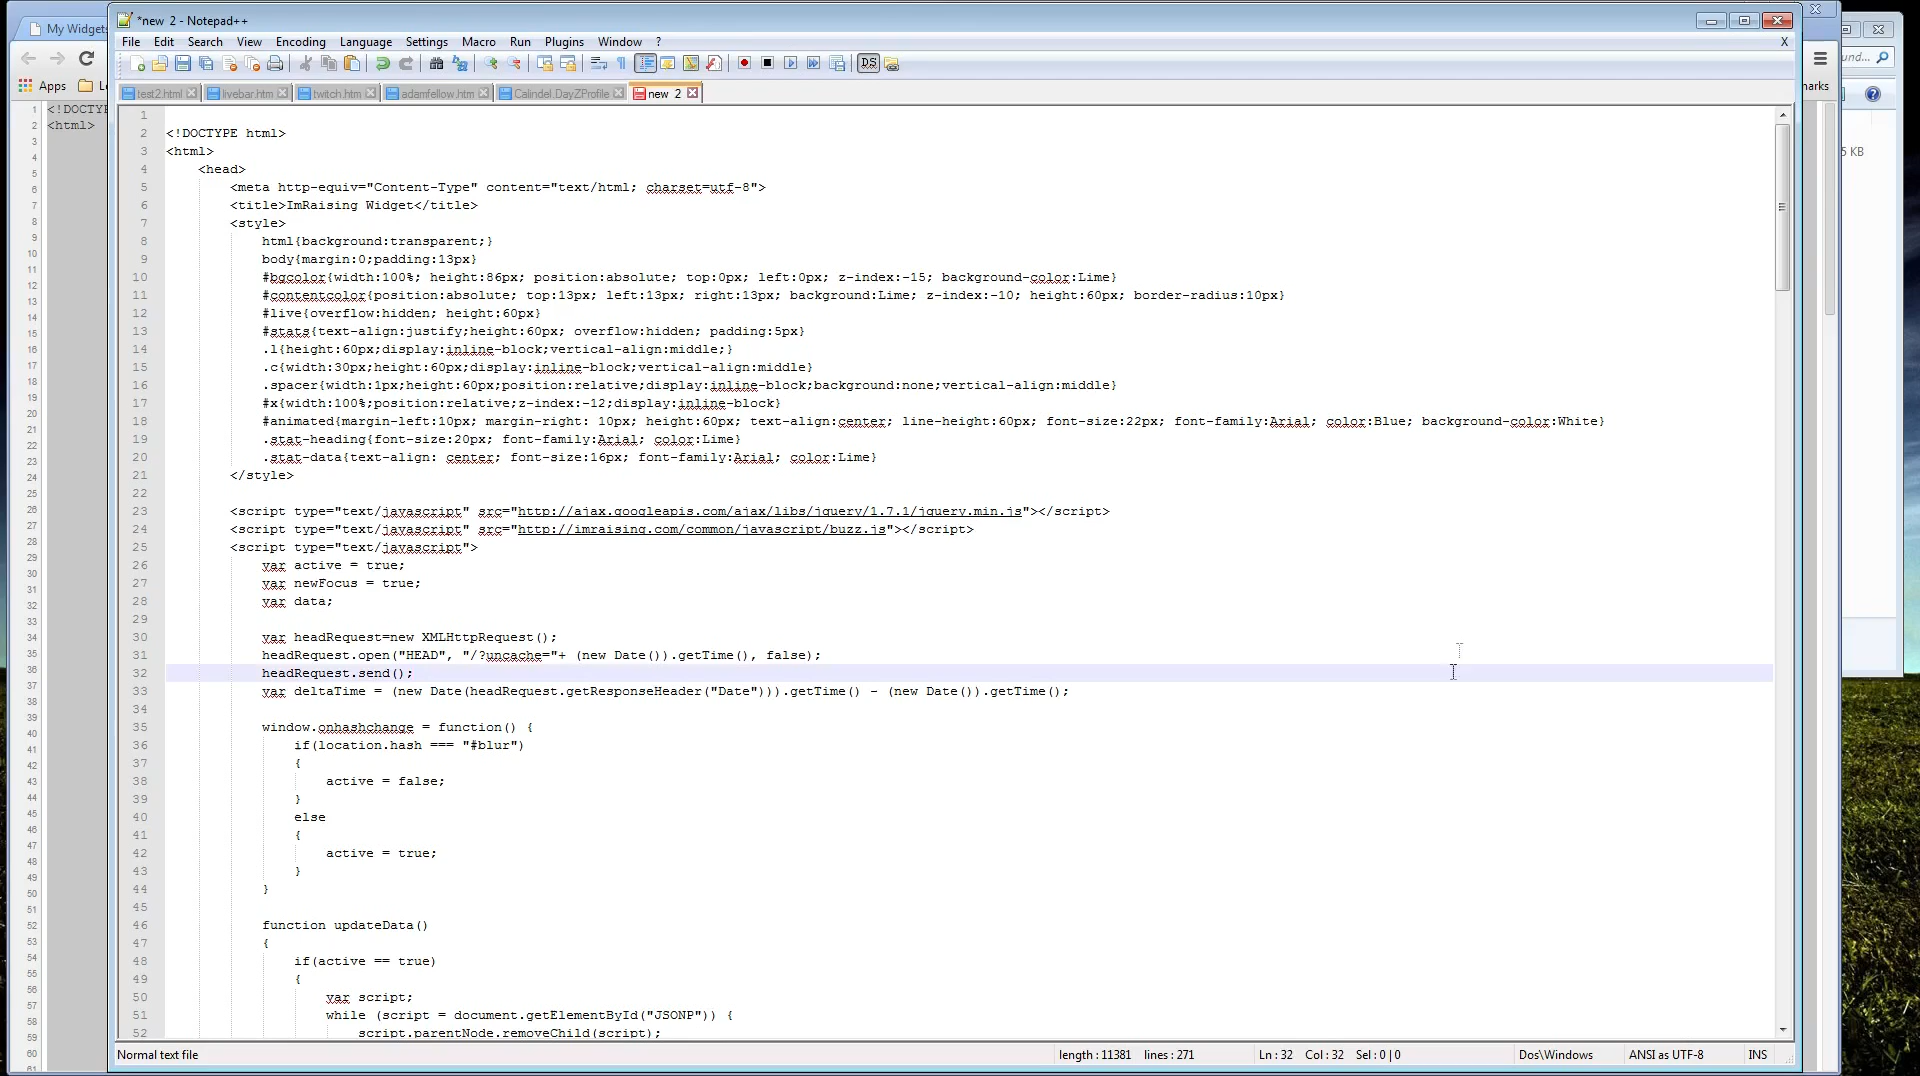 My Widgets
*new  2 - Notepad++
File Edit Search View Encoding Language Settings Macro Run Plugins Window ? X
Apps
test2.html livebar.htm twitch.htm adamfellow.htm Calindel.DayZProfile new  2
1 <!DOCTYP
2 <html>
1
2 <!DOCTYPE html>
3 <html>
4 <head>
5 <meta http-equiv="Content-Type" content="text/html; charset=utf-8">
6 <title>ImRaising Widget</title>
7 <style>
8 html{background:transparent;}
9 body{margin:0;padding:13px}
10 #bgcolor{width:100%; height:86px; position:absolute; top:0px; left:0px; z-index:-15; background-color:Lime}
11 #contentcolor{position:absolute; top:13px; left:13px; right:13px; background:Lime; z-index:-10; height:60px; border-radius:10px}
12 #live{overflow:hidden; height:60px}
13 #stats{text-align:justify;height:60px; overflow:hidden; padding:5px}
14 .l{height:60px;display:inline-block;vertical-align:middle;}
15 .c{width:30px;height:60px;display:inline-block;vertical-align:middle}
16 .spacer{width:1px;height:60px;position:relative;display:inline-block;background:none;vertical-align:middle}
17 #x{width:100%;position:relative;z-index:-12;display:inline-block}
18 #animated{margin-left:10px; margin-right: 10px; height:60px; text-align:center; line-height:60px; font-size:22px; font-family:Arial; color:Blue; background-color:White}
19 .stat-heading{font-size:20px; font-family:Arial; color:Lime}
20 .stat-data{text-align: center; font-size:16px; font-family:Arial; color:Lime}
21 </style>
22
23 <script type="text/javascript" src="http://ajax.googleapis.com/ajax/libs/jquery/1.7.1/jquery.min.js"></script>
24 <script type="text/javascript" src="http://imraising.com/common/javascript/buzz.js"></script>
25 <script type="text/javascript">
26 var active = true;
27 var newFocus = true;
28 var data;
29
30 var headRequest=new XMLHttpRequest();
31 headRequest.open("HEAD", "/?uncache="+ (new Date()).getTime(), false);
32 headRequest.send();
33 var deltaTime = (new Date(headRequest.getResponseHeader("Date"))).getTime() - (new Date()).getTime();
34
35 window.onhashchange = function() {
36 if(location.hash === "#blur")
37 {
38 active = false;
39 }
40 else
41 {
42 active = true;
43 }
44 }
45
46 function updateData()
47 {
48 if(active == true)
49 {
50 var script;
51 while (script = document.getElementById("JSONP")) {
52 script.parentNode.removeChild(script);
Normal text file length : 11381 lines : 271 Ln : 32 Col : 32 Sel : 0 | 0 Dos\Windows ANSI as UTF-8 INS
und...
5 KB